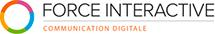 FORCE INTERACTIVE
COMMUNICATION DIGITALE